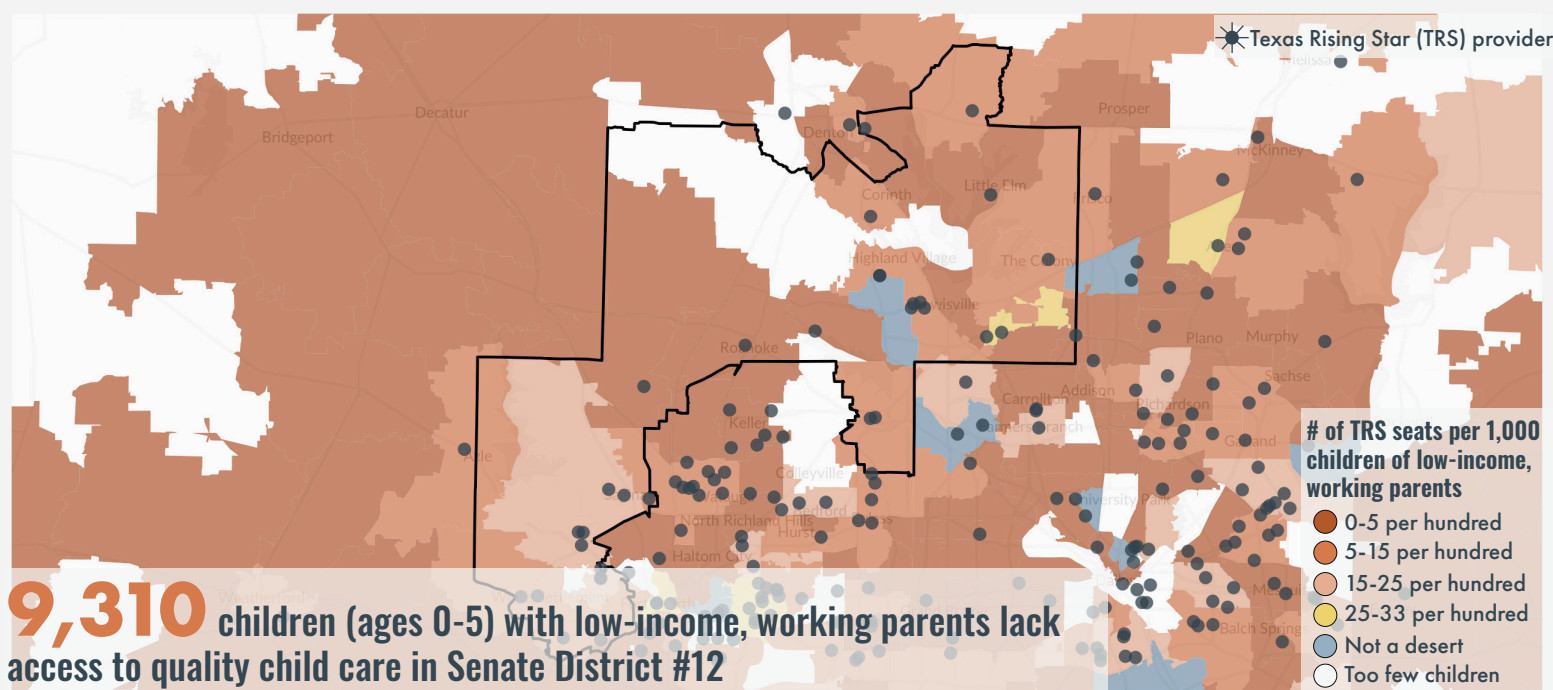 Texas Rising Star (TRS) provider
Melissa
Decatur
Prosper
Bridgeport
Denton
McKinney
Little Elm
Corinth
Frisco
Highland Village
The Colony
Lewisville
Roanoke
Plano
Murphy
Sachse
Addison
Carrollton
Richardson
Keller
Farmers Branch
Garland
Azle
Colleyville
University Park
Watauga
Bedford
North Richland Hills
Hurst
Haltom City
Balch Springs
# of TRS seats per 1,000
children of low-income,
working parents
0-5 per hundred
5-15 per hundred
15-25 per hundred
25-33 per hundred
Not a desert
Too few children
9,310 children (ages 0-5) with low-income, working parents lack
access to quality child care in Senate District #12